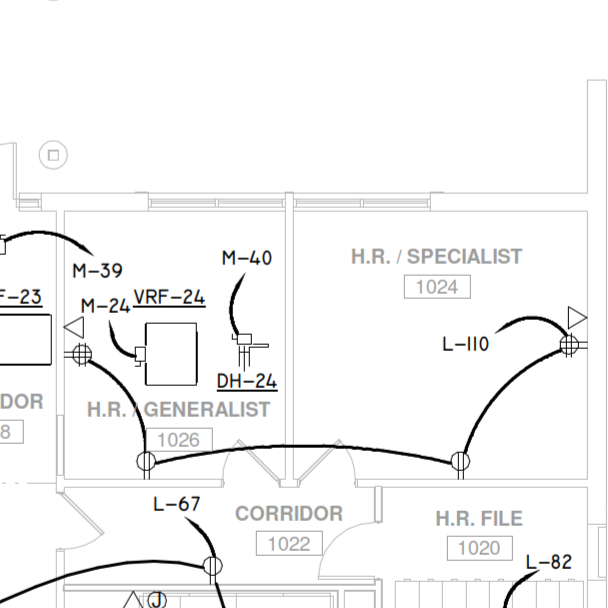 M-40
H.R. / SPECIALIST
1024
M-39
F-23
M-24
VRF-24
L-110
DH-24
DOR
H.R. / GENERALIST
8
1026
L-67
CORRIDOR
H.R. FILE
1022
1020
L-82
J